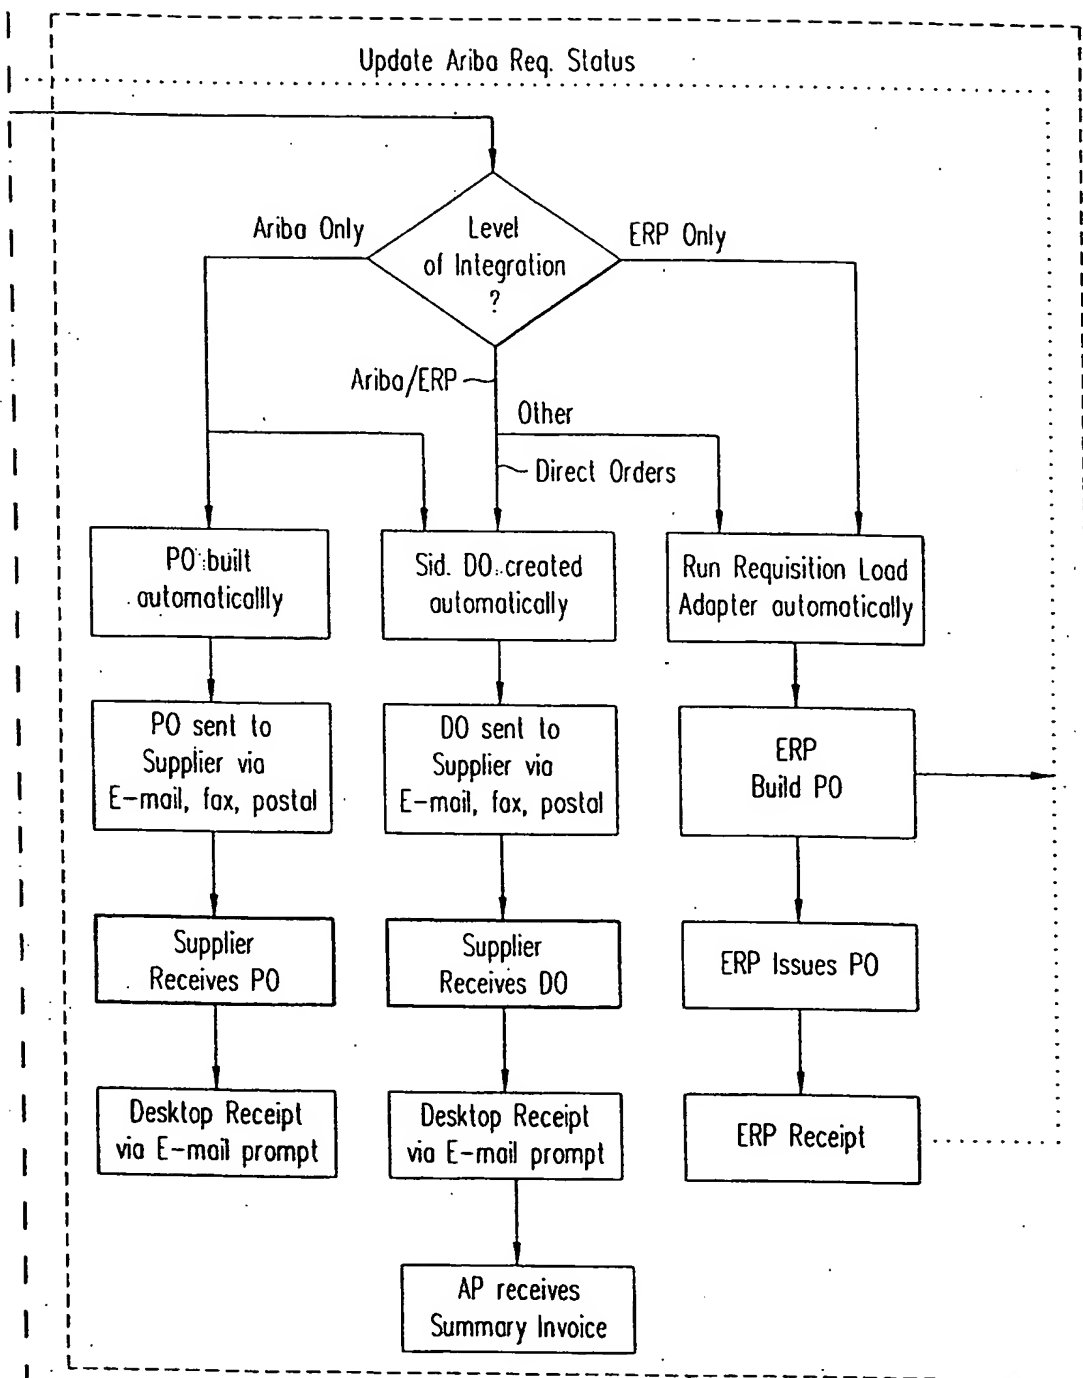 Update Ariba Req. Status
Level
of Integration
?
Ariba Only
ERP Only
Ariba/ERP
Other
Direct Orders
PO built
automaticallly
Sid. DO created
automatically
Run Requisition Load
Adapter automatically
PO sent to
Supplier via
E-mail, fax, postal
DO sent to
Supplier via
E-mail, fax, postal
ERP
Build PO
Supplier
Receives PO
Supplier
Receives DO
ERP Issues PO
Desktop Receipt
via E-mail prompt
Desktop Receipt
via E-mail prompt
ERP Receipt
AP receives
Summary Invoice